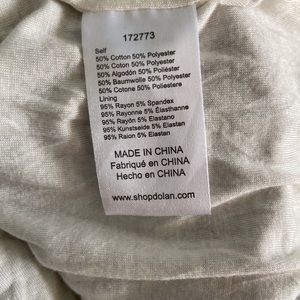 172773
Self
50% Cotton 50% Polyester
50% Coton 50% Polyester
50% Algodón 50% Poliéster
50% Baumwolle 50% Polyester
50% Cotone 50% Poliestere
Lining
95% Rayon 5% Spandex
95% Rayonne 5% Élasthanne
95% Rayón 5% Elastano
95% Kunstseide 5% Elastan
95% Raion 5% Elastan
MADE IN CHINA
Fabriqué en CHINA
Hecho en CHINA
www.shopdolan.com